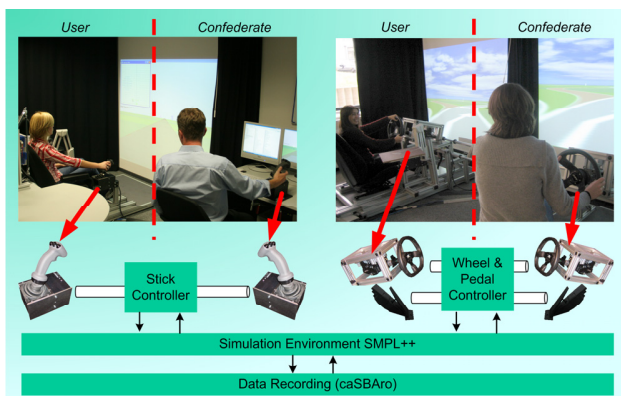 User
Confederate
User
Confederate
Stick
Controller
Wheel &
Pedal
Controller
Simulation Environment SMPL++
Data Recording (caSBAro)